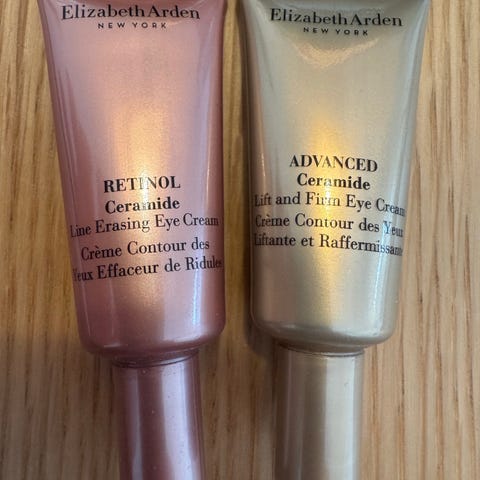 Elizabeth Arden
NEW YORK
RETINOL
Ceramide
Line Erasing Eye Cream
Crème Contour des
Yeux Effaceur de Ridules
Elizabeth Arden
NEW YORK
ADVANCED
Ceramide
Lift and Firm Eye Cream
Crème Contour des Yeux
Liftante et Raffermissante